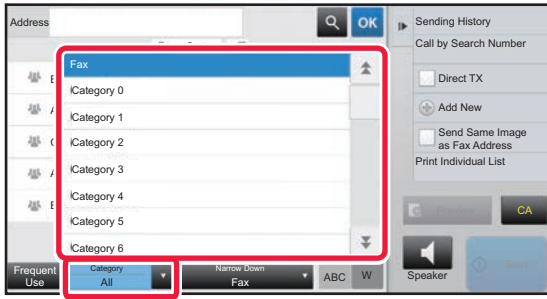 Address
OK
Sending History
Call by Search Number
Fax
Category 0
Direct TX
Category 1
Add New
Category 2
Send Same Image
as Fax Address
Category 3
Print Individual List
Category 4
CA
Category 5
Category 6
Frequent
Use
Category
All
Narrow Down
Fax
ABC
W
Speaker